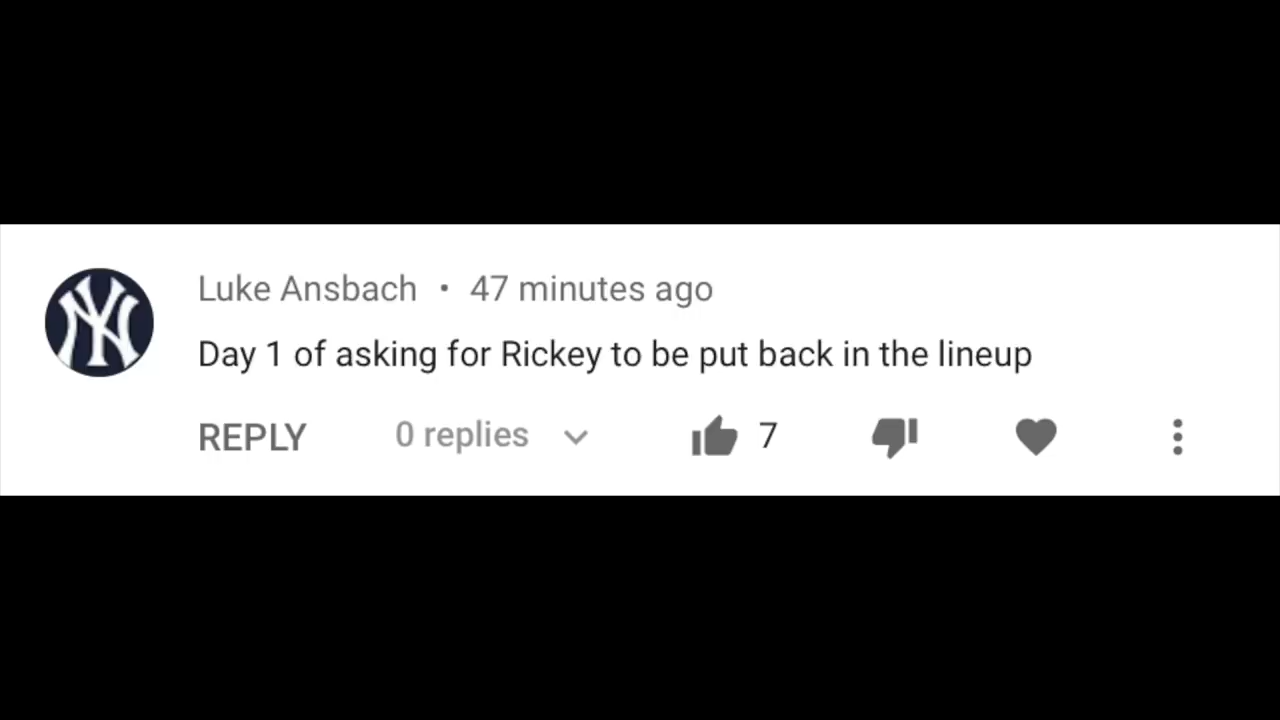 Luke Ansbach • 47 minutes ago
Day 1 of asking for Rickey to be put back in the lineup
REPLY 0 replies 7